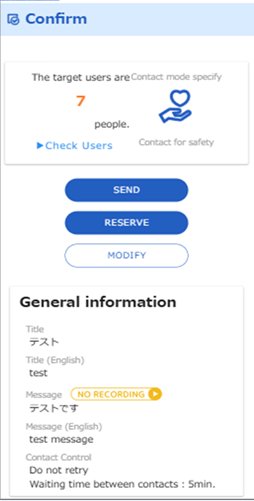 Confirm
The target users are
7
people.
▶Check Users
Contact mode specify
Contact for safety
SEND
RESERVE
MODIFY
General information
Title
テスト
Title (English)
test
Message NO RECORDING
テストです
Message (English)
test message
Contact Control
Do not retry
Waiting time between contacts : 5min.